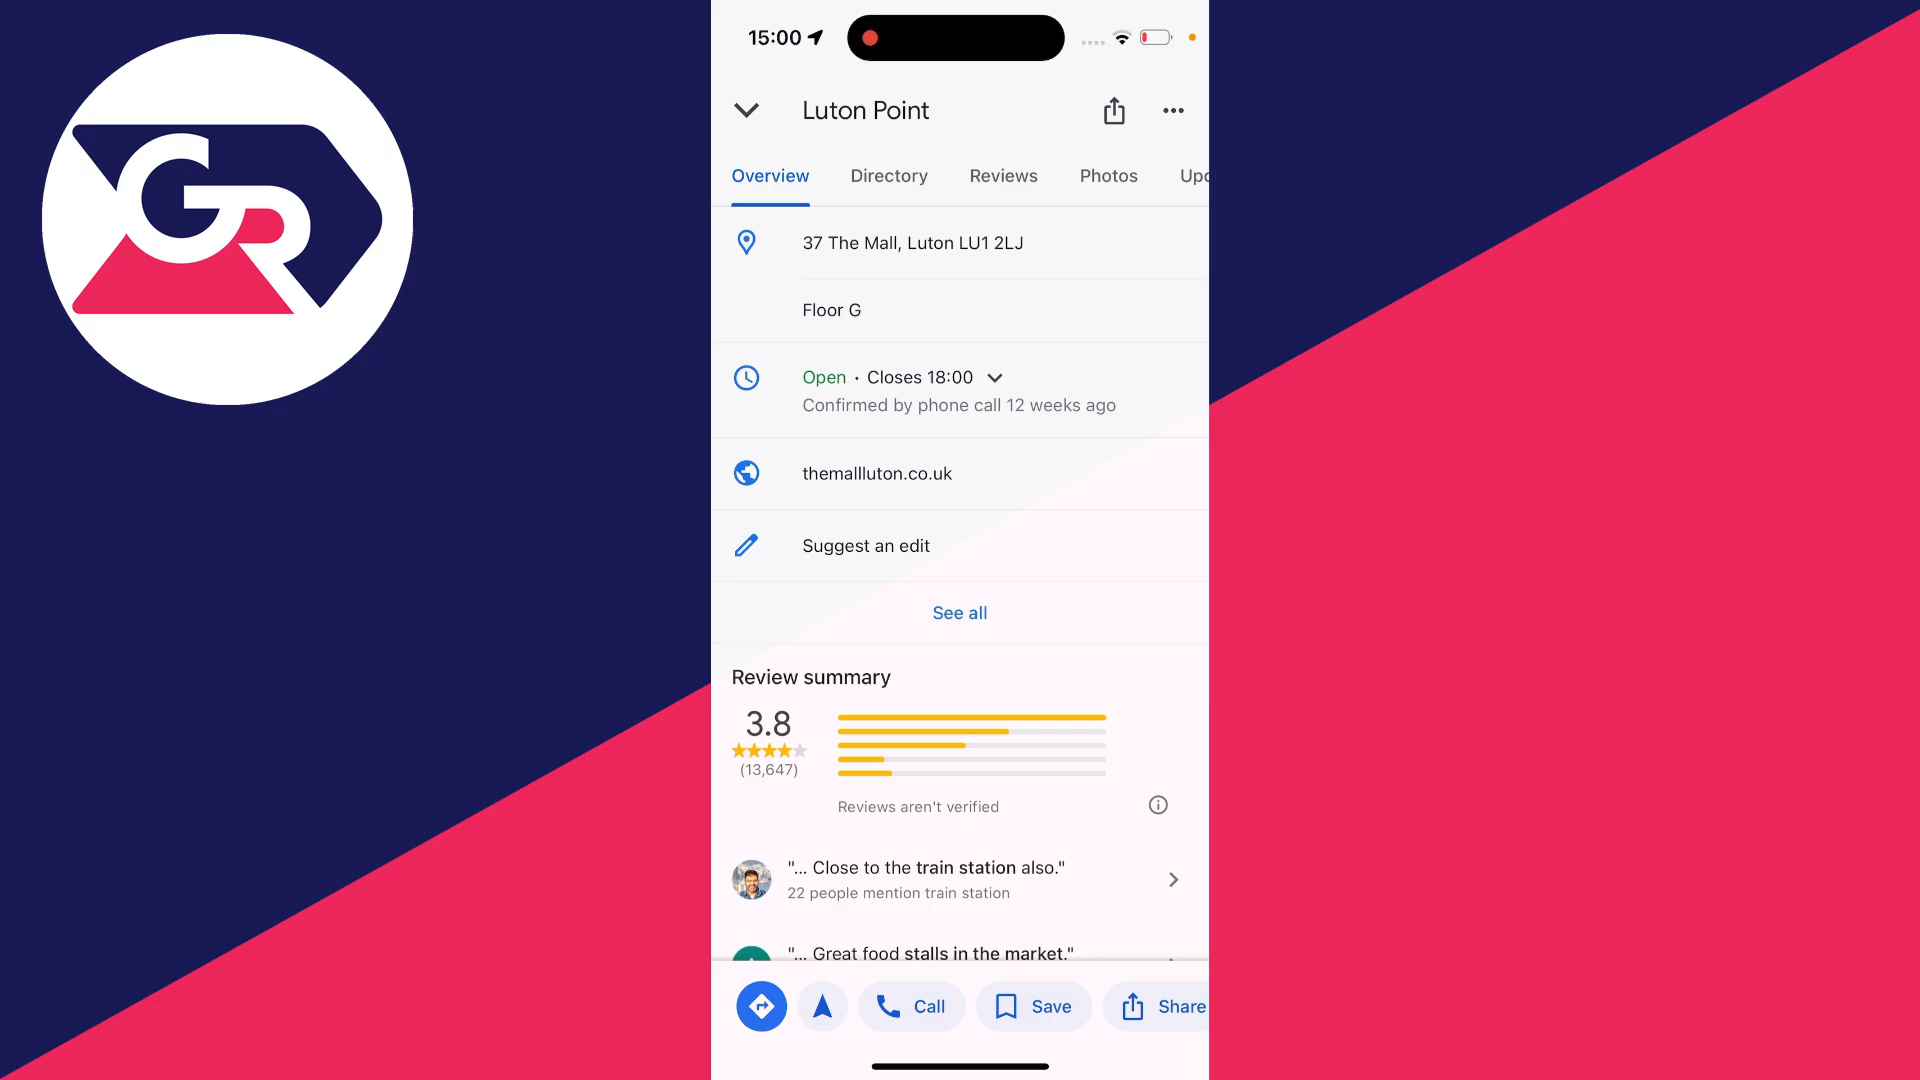 GR
15:00
Luton Point
Overview
Directory
Reviews
Photos
Upd
37 The Mall, Luton LU1 2LJ
Floor G
Open · Closes 18:00
Confirmed by phone call 12 weeks ago
themallluton.co.uk
Suggest an edit
See all
Review summary
3.8
(13,647)
Reviews aren't verified
"... Close to the train station also."
22 people mention train station
"... Great food stalls in the market."
Call
Save
Share